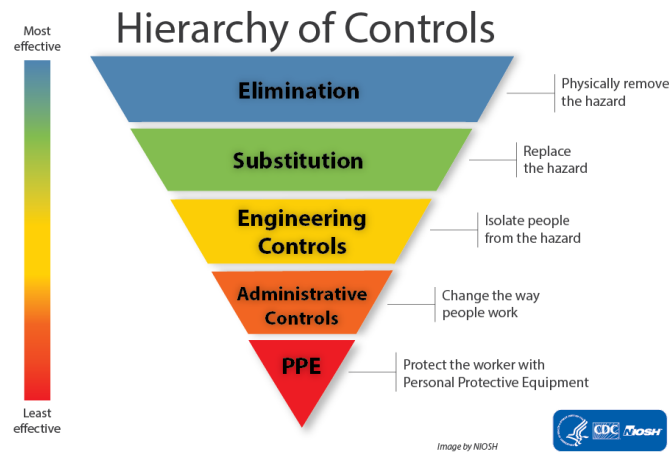 Most
effective
Hierarchy of Controls
Elimination
Physically remove
the hazard
Substitution
Replace
the hazard
Engineering
Controls
Isolate people
from the hazard
Administrative
Controls
Change the way
people work
PPE
Protect the worker with
Personal Protective Equipment
Least
effective
Image by NIOSH
CDC
NIOSH